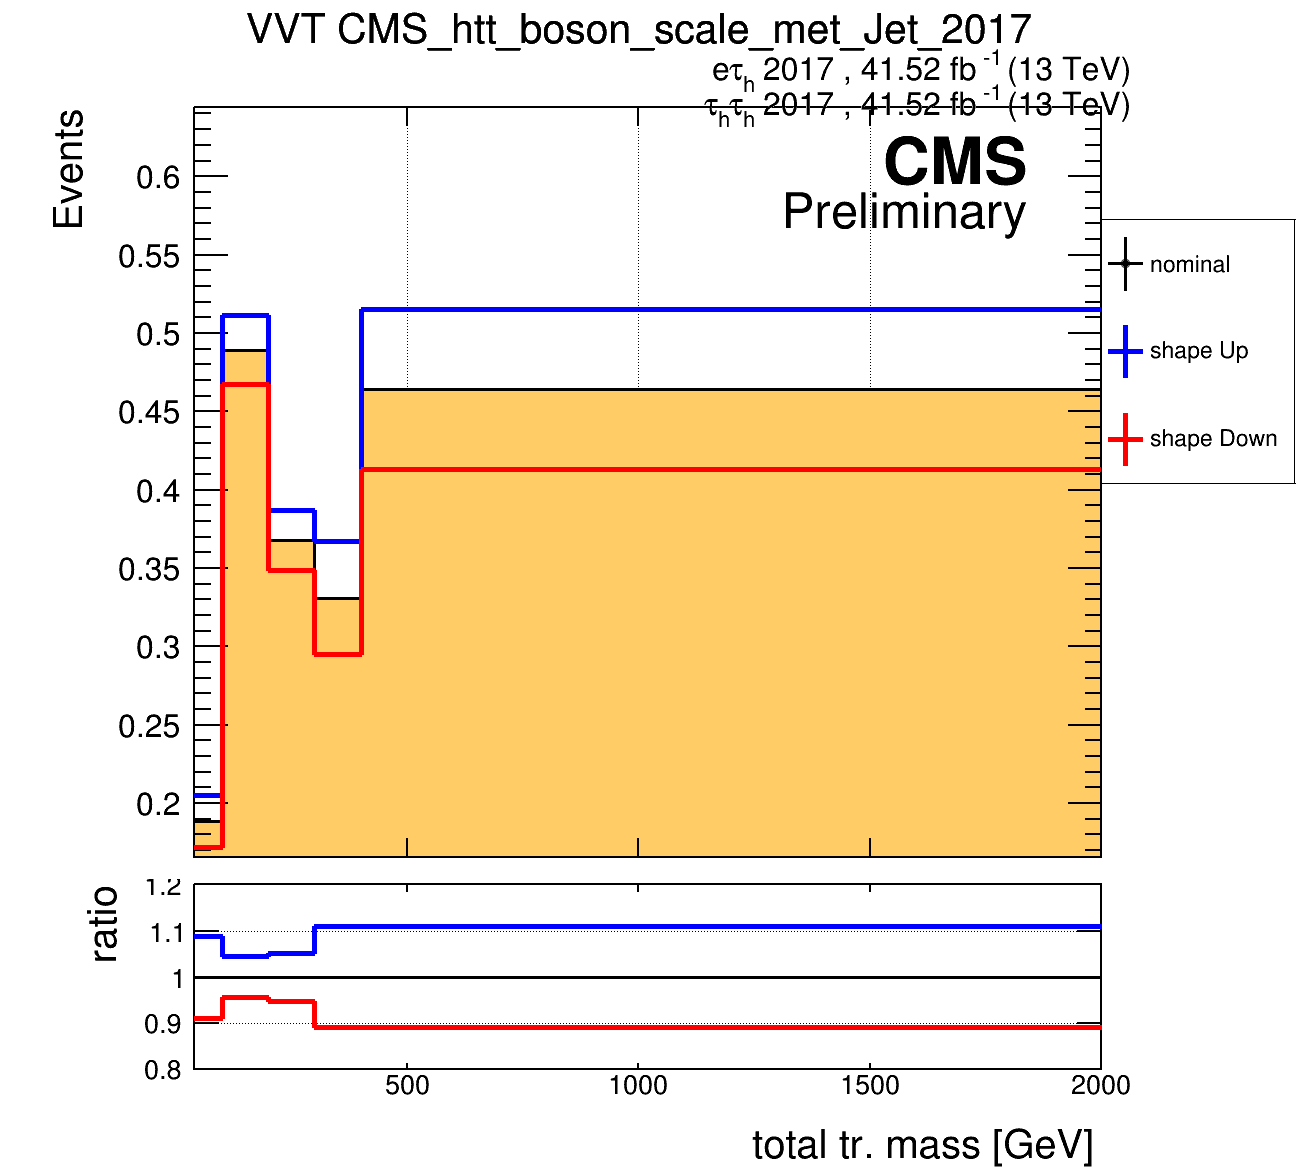 VVT CMS_htt_boson_scale_met_Jet_2017
eτh 2017 , 41.52 fb -1 (13 TeV)
τhτh 2017 , 41.52 fb -1 (13 TeV)
CMS
Preliminary
Events
0.6
0.55
0.5
0.45
0.4
0.35
0.3
0.25
0.2
nominal
shape Up
shape Down
ratio
1.2
1.1
1
0.9
0.8
500 1000 1500 2000
total tr. mass [GeV]